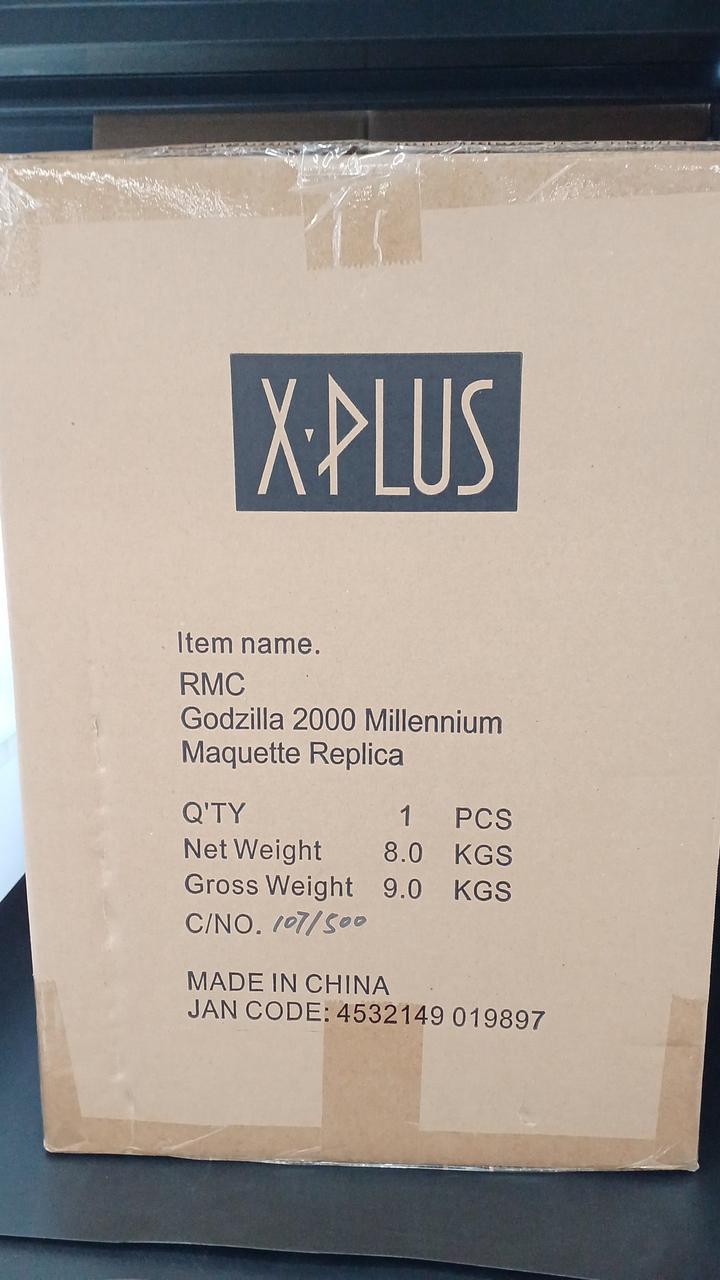 X-PLUS
Item name.
RMC
Godzilla 2000 Millennium
Maquette Replica
Q'TY 1 PCS
Net Weight 8.0 KGS
Gross Weight 9.0 KGS
C/NO. 107/500
MADE IN CHINA
JAN CODE: 4532149 019897